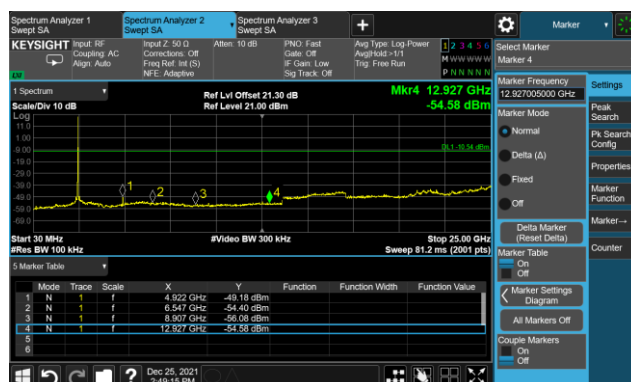 Spectrum Analyzer 1
Swept SA
Spectrum Analyzer 2
Swept SA
Spectrum Analyzer 3
Swept SA
Marker
KEYSIGHT
Input: RF
Coupling: AC
Align: Auto
Input Z: 50 Ω
Corrections: Off
Freq Ref: Int (S)
NFE: Adaptive
Atten: 10 dB
PNO: Fast
Gate: Off
IF Gain: Low
Sig Track: Off
Avg Type: Log-Power
Avg|Hold:>1/1
Trig: Free Run
1 2 3 4 5 6
M W W W W W
P N N N N N
Select Marker
Marker 4
1 Spectrum
Ref Lvl Offset 21.30 dB
Mkr4 12.927 GHz
Scale/Div 10 dB
Ref Level 21.00 dBm
-54.58 dBm
Log
11.0
1.00
-9.00
-19.0
-29.0
-39.0
-49.0
-59.0
-69.0
DL1 -10.54 dBm
1
2
3
4
Start 30 MHz
#Video BW 300 kHz
Stop 25.00 GHz
#Res BW 100 kHz
Sweep 81.2 ms (2001 pts)
5 Marker Table
Mode Trace Scale X Y Function Function Width Function Value
1 N 1 f 4.922 GHz -49.18 dBm
2 N 1 f 6.547 GHz -54.40 dBm
3 N 1 f 8.907 GHz -56.08 dBm
4 N 1 f 12.927 GHz -54.58 dBm
5
6
Dec 25, 2021
2:49:15 PM
Marker Frequency
12.927005000 GHz
Marker Mode
Normal
Delta (Δ)
Fixed
Off
Delta Marker
(Reset Delta)
Marker Table
On
Off
Marker Settings
Diagram
All Markers Off
Couple Markers
On
Off
Settings
Peak
Search
Pk Search
Config
Properties
Marker
Function
Marker→
Counter